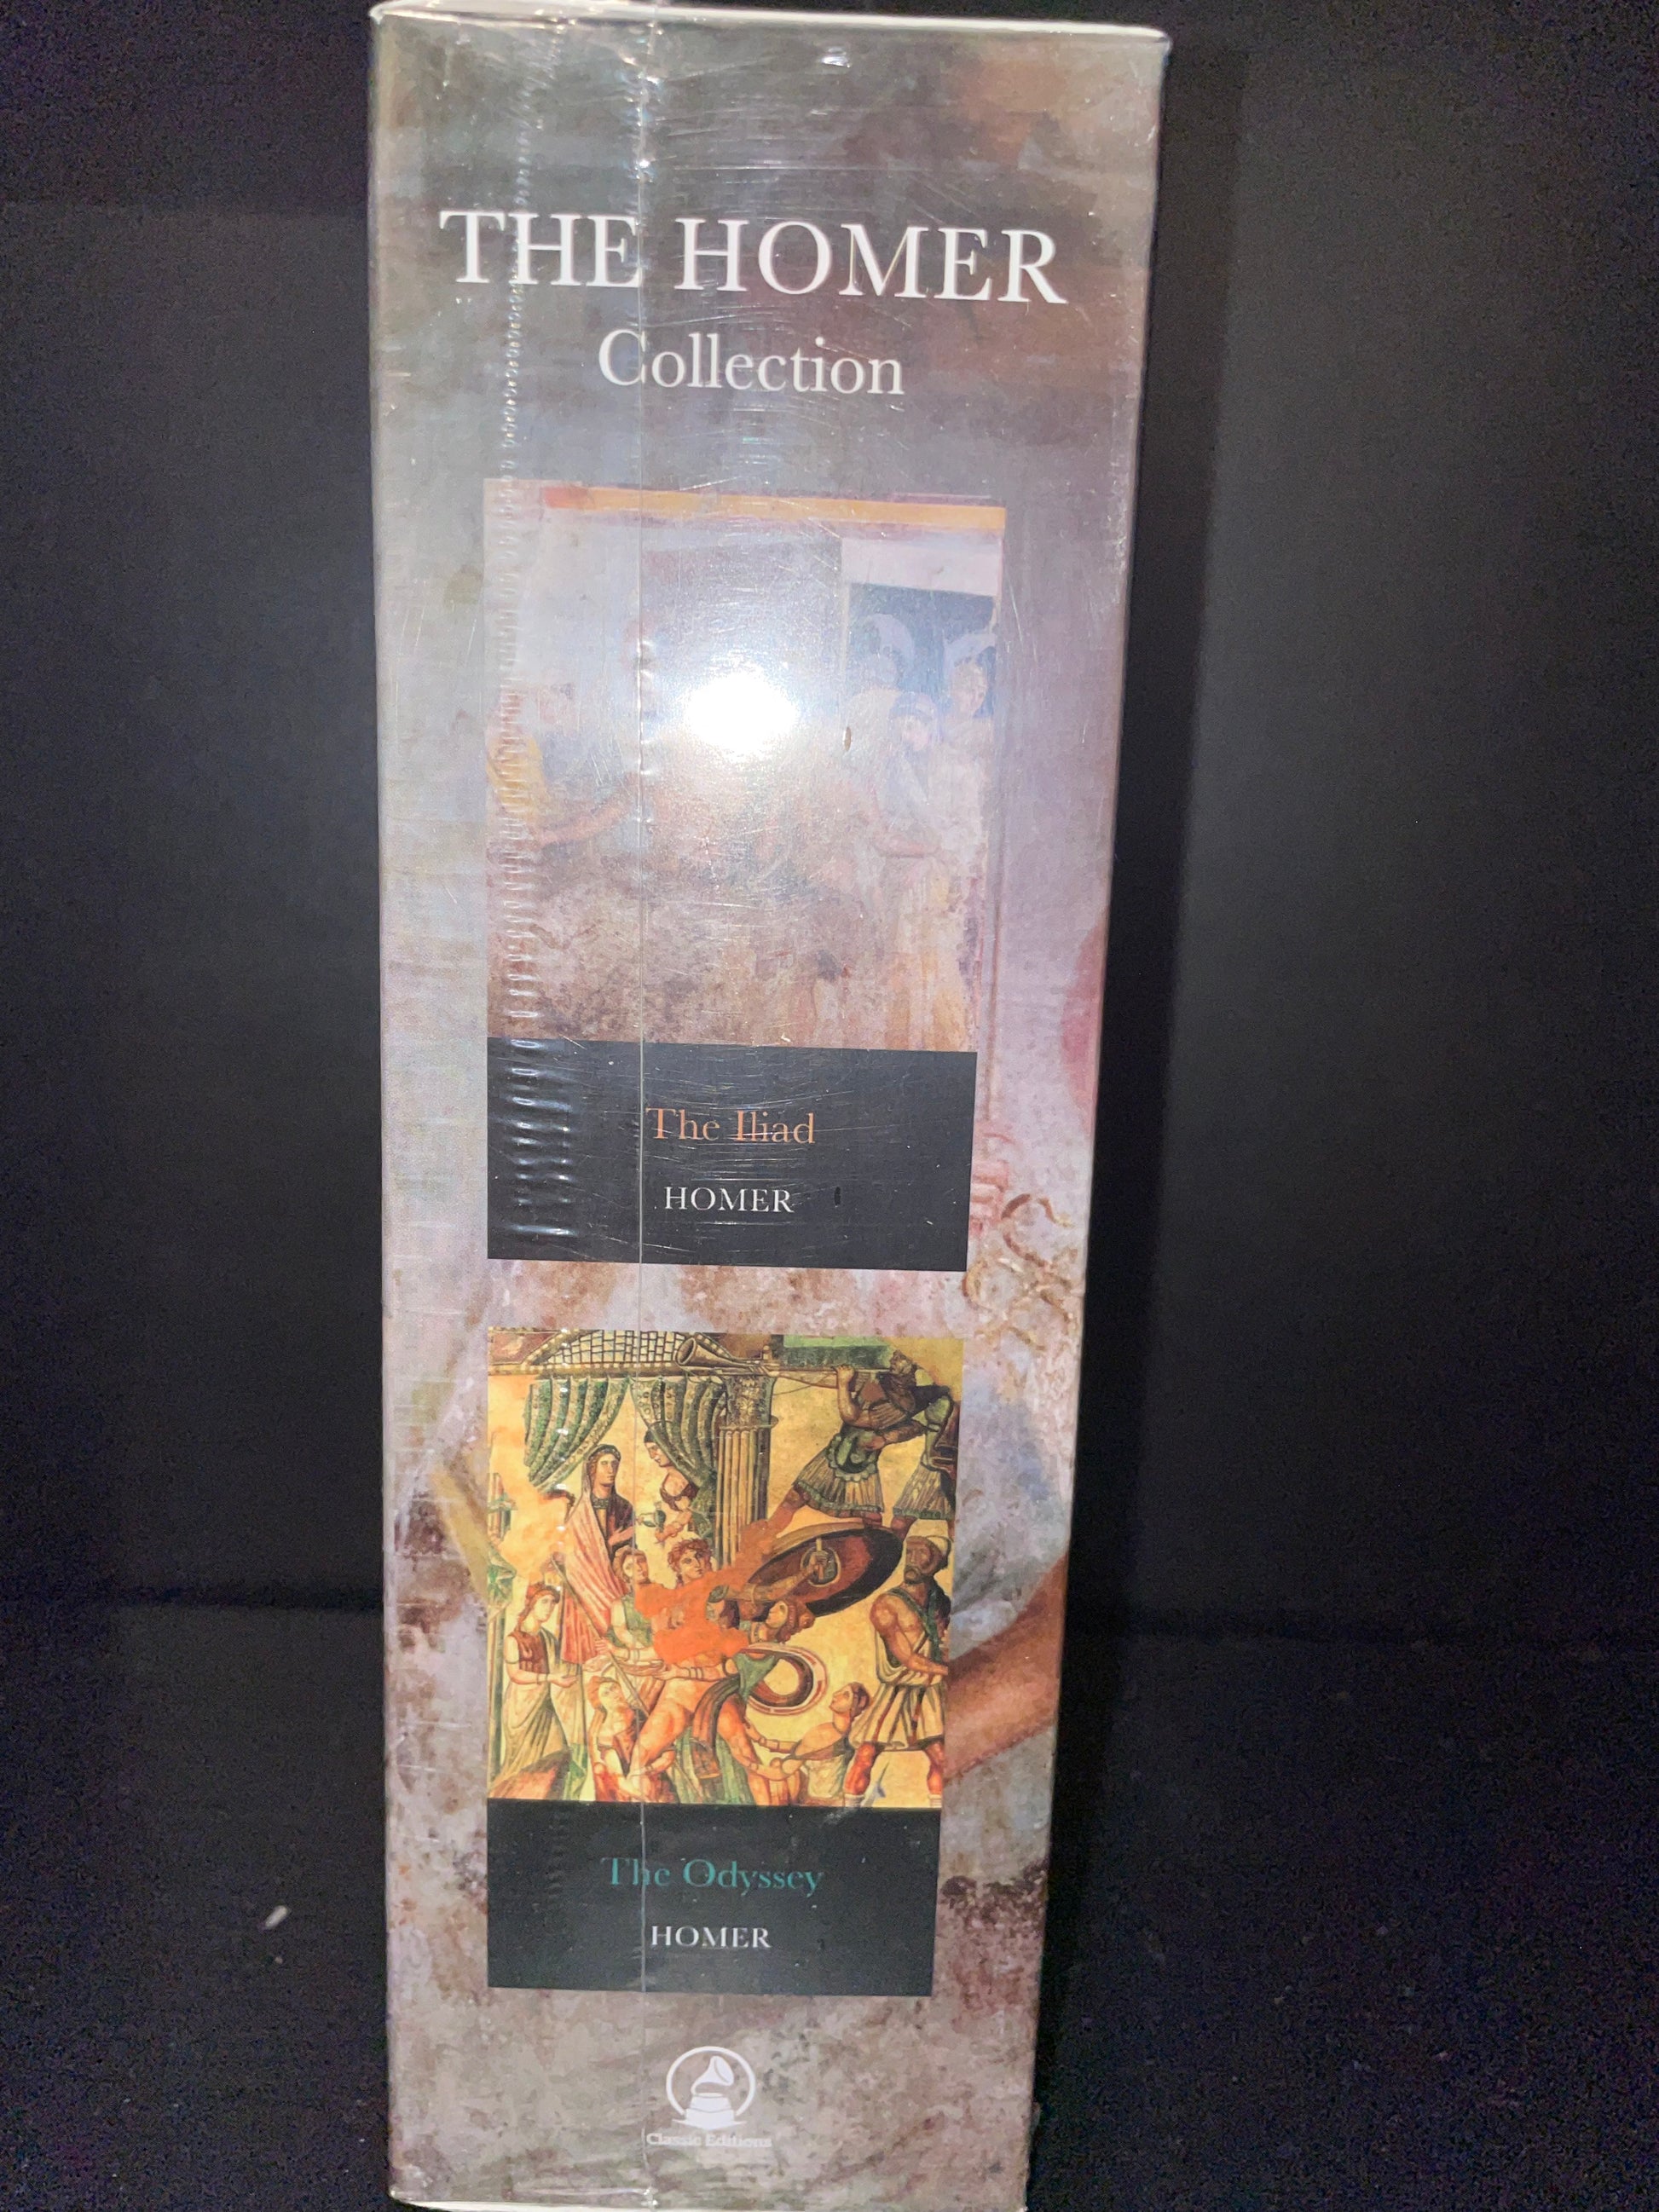 THE HOMER
Collection
The Iliad
HOMER
The Odyssey
HOMER
Classic Editions